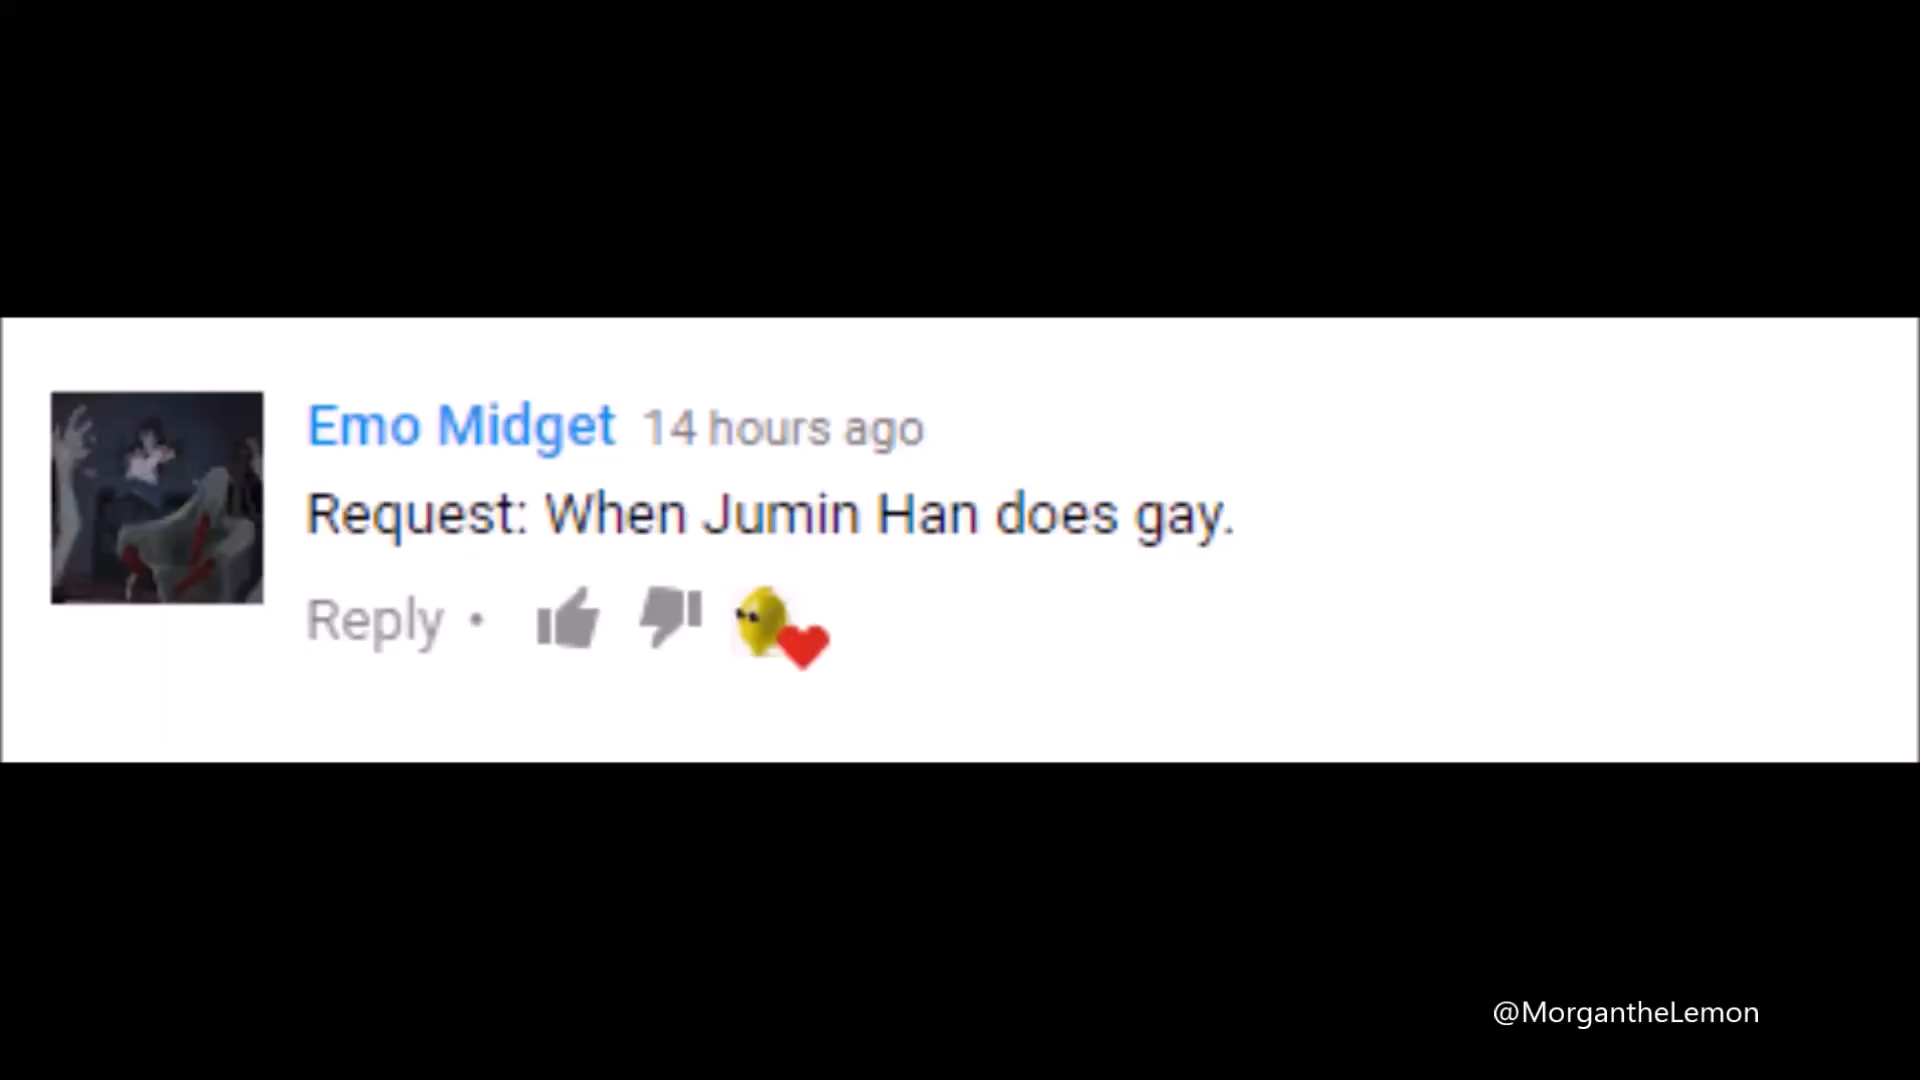 Emo Midget 14 hours ago
Request: When Jumin Han does gay.
Reply •
@MorgantheLemon